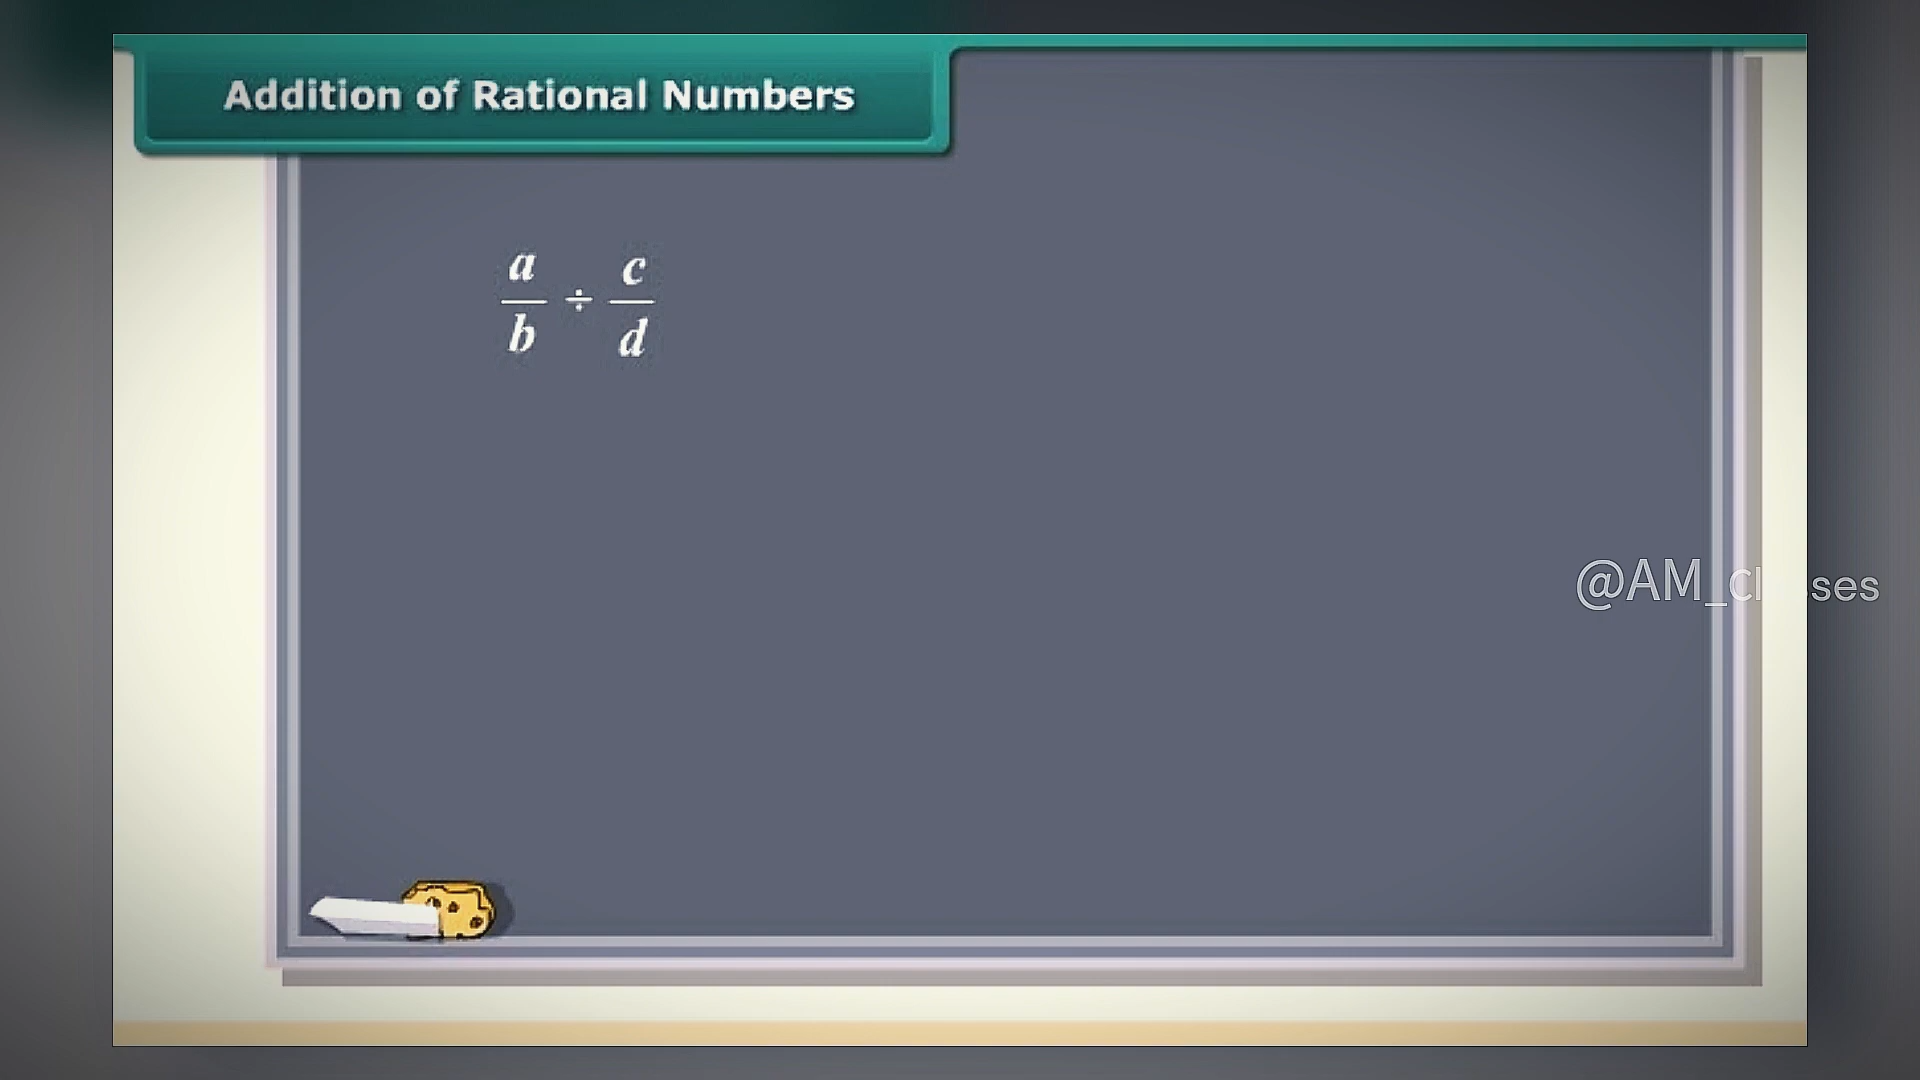 Addition of Rational Numbers
a/b ÷ c/d